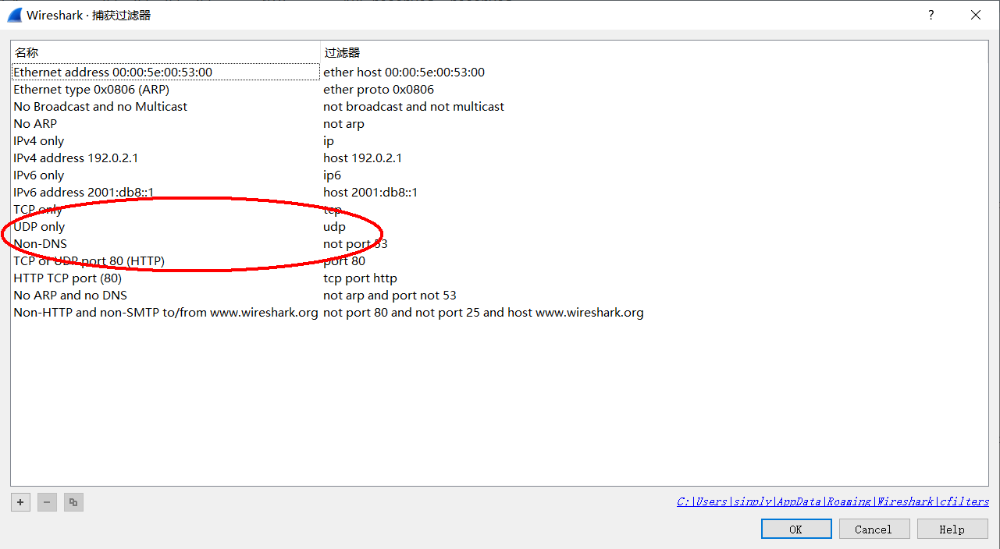 Wireshark · 捕获过滤器
名称 过滤器
Ethernet address 00:00:5e:00:53:00 ether host 00:00:5e:00:53:00
Ethernet type 0x0806 (ARP) ether proto 0x0806
No Broadcast and no Multicast not broadcast and not multicast
No ARP not arp
IPv4 only ip
IPv4 address 192.0.2.1 host 192.0.2.1
IPv6 only ip6
IPv6 address 2001:db8::1 host 2001:db8::1
TCP only tcp
UDP only udp
Non-DNS not port 53
TCP or UDP port 80 (HTTP) port 80
HTTP TCP port (80) tcp port http
No ARP and no DNS not arp and port not 53
Non-HTTP and non-SMTP to/from www.wireshark.org not port 80 and not port 25 and host www.wireshark.org
C:|Users|sinply|AppData|Roaming|Wireshark|cfilters
OK Cancel Help